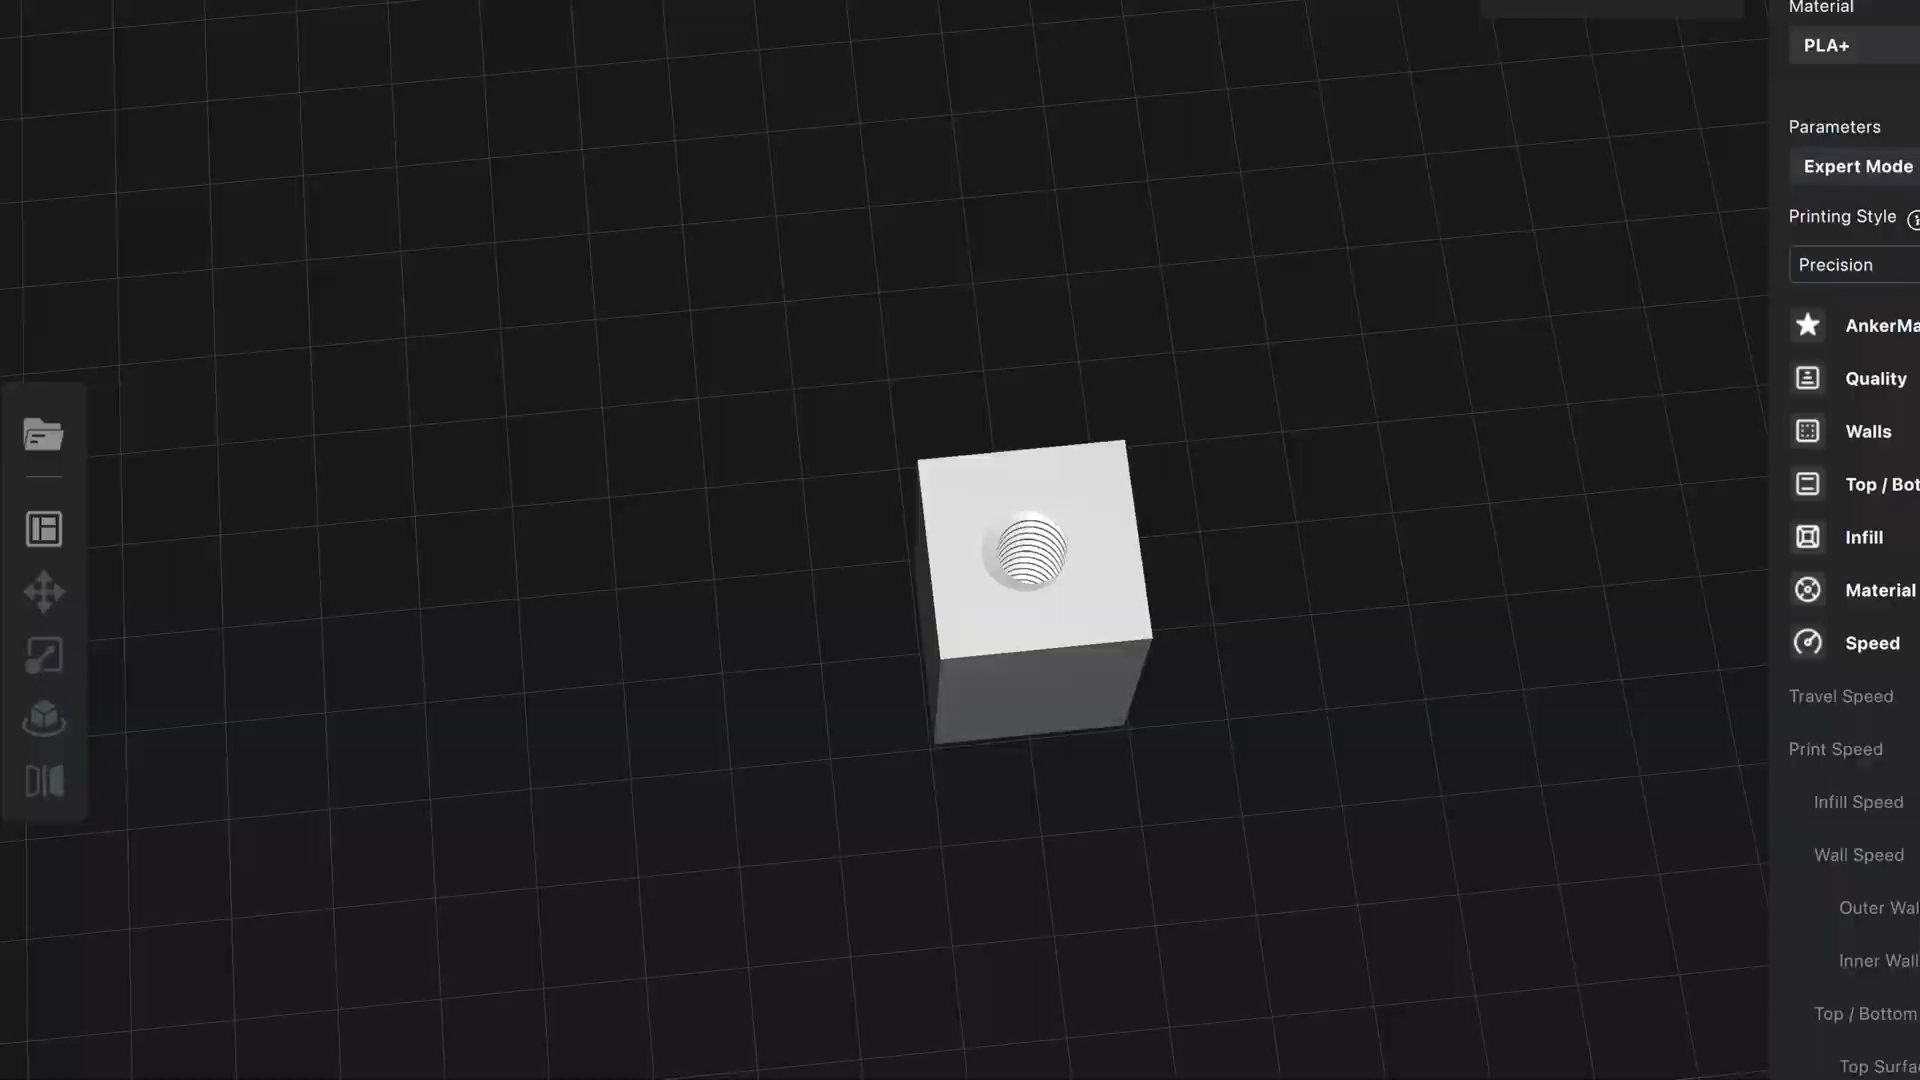 Material
PLA+
Parameters
Expert Mode
Printing Style
Precision
AnkerMa
Quality
Walls
Top / Bot
Infill
Material
Speed
Travel Speed
Print Speed
Infill Speed
Wall Speed
Outer Wal
Inner Wall
Top / Bottom
Top Surfa